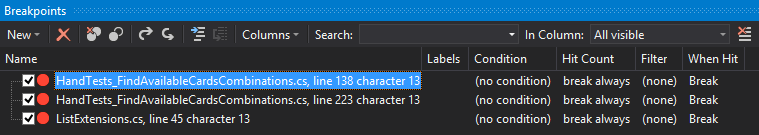 Breakpoints
New Columns Search: In Column: All visible
Name Labels Condition Hit Count Filter When Hit
HandTests_FindAvailableCardsCombinations.cs, line 138 character 13 (no condition) break always (none) Break
HandTests_FindAvailableCardsCombinations.cs, line 223 character 13 (no condition) break always (none) Break
ListExtensions.cs, line 45 character 13 (no condition) break always (none) Break